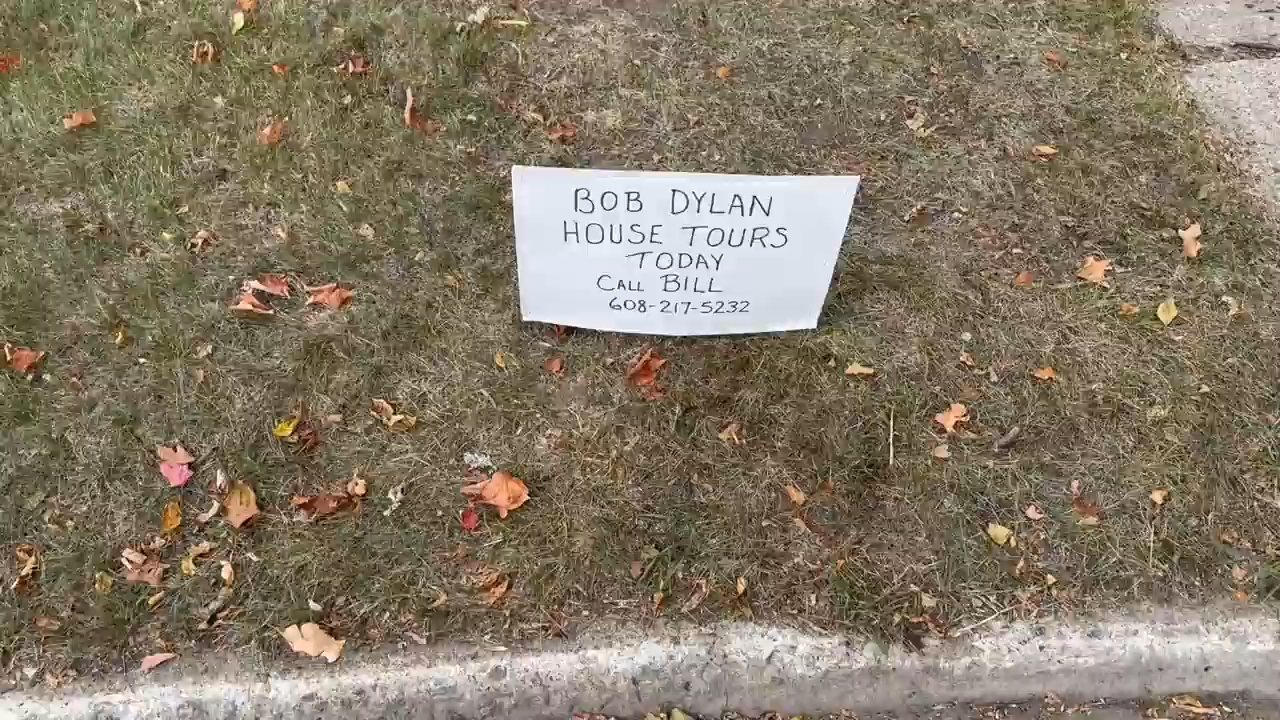 BOB DYLAN
HOUSE TOURS
TODAY
CALL BILL
608-217-5232